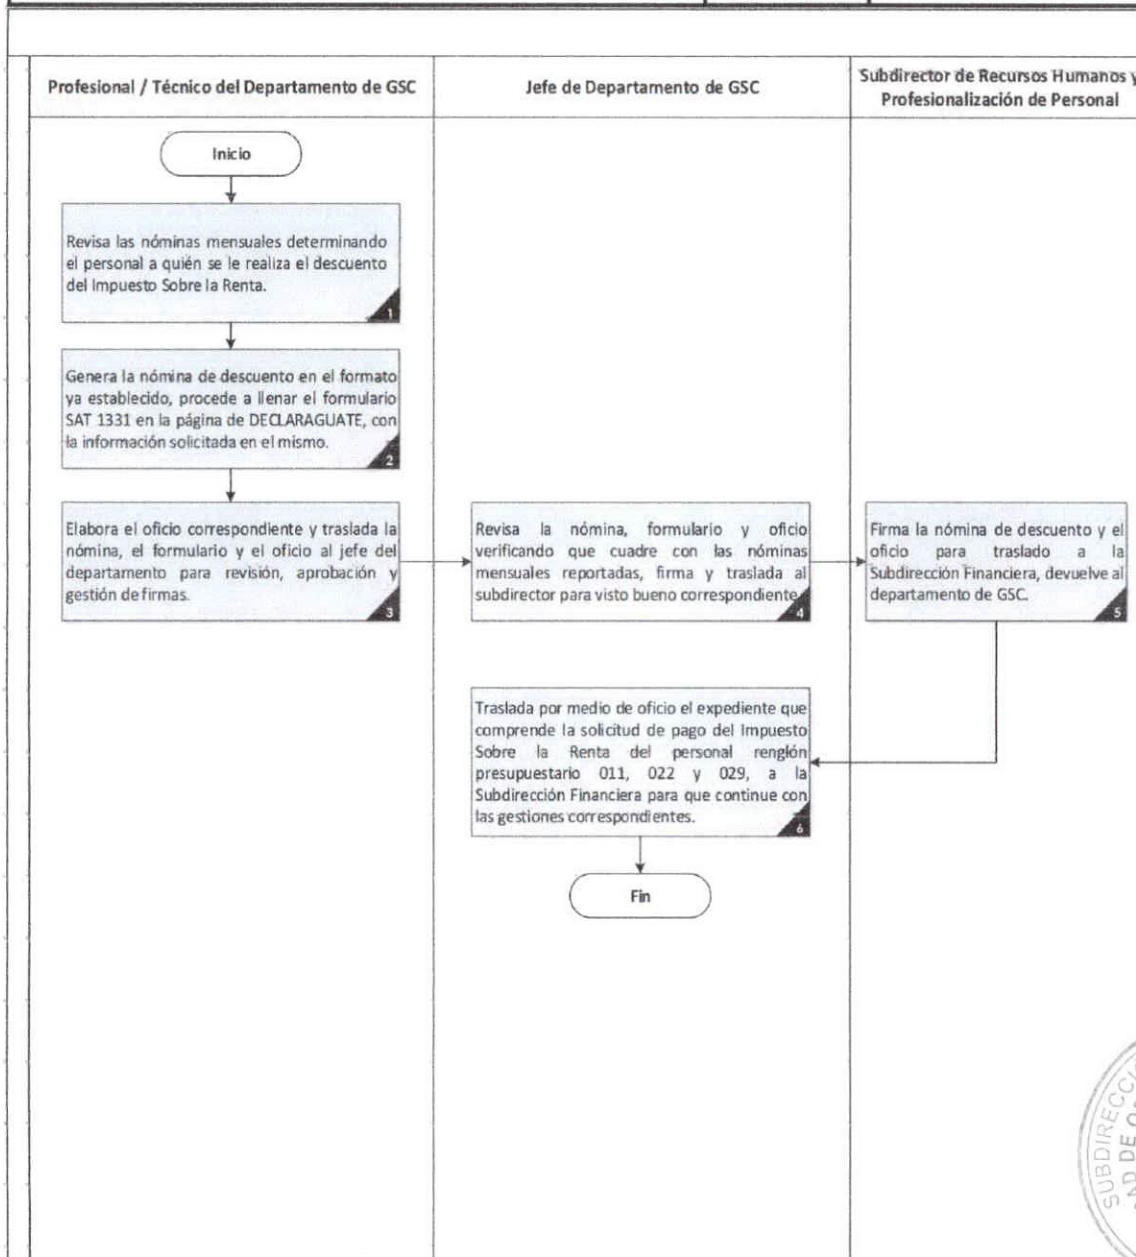 Profesional / Técnico del Departamento de GSC
Jefe de Departamento de GSC
Subdirector de Recursos Humanos y
Profesionalización de Personal
Inicio
Revisa las nóminas mensuales determinando
el personal a quién se le realiza el descuento
del Impuesto Sobre la Renta.
1
Genera la nómina de descuento en el formato
ya establecido, procede a llenar el formulario
SAT 1331 en la página de DECLARAGUATE, con
la información solicitada en el mismo.
2
Elabora el oficio correspondiente y traslada la
nómina, el formulario y el oficio al jefe del
departamento para revisión, aprobación y
gestión de firmas.
3
Revisa la nómina, formulario y oficio
verificando que cuadre con las nóminas
mensuales reportadas, firma y traslada al
subdirector para visto bueno correspondiente.
4
Firma la nómina de descuento y el
oficio para traslado a la
Subdirección Financiera, devuelve al
departamento de GSC.
5
Traslada por medio de oficio el expediente que
comprende la solicitud de pago del Impuesto
Sobre la Renta del personal renglón
presupuestario 011, 022 y 029, a la
Subdirección Financiera para que continue con
las gestiones correspondientes.
6
Fin
SUBDIRECCI
AD DE